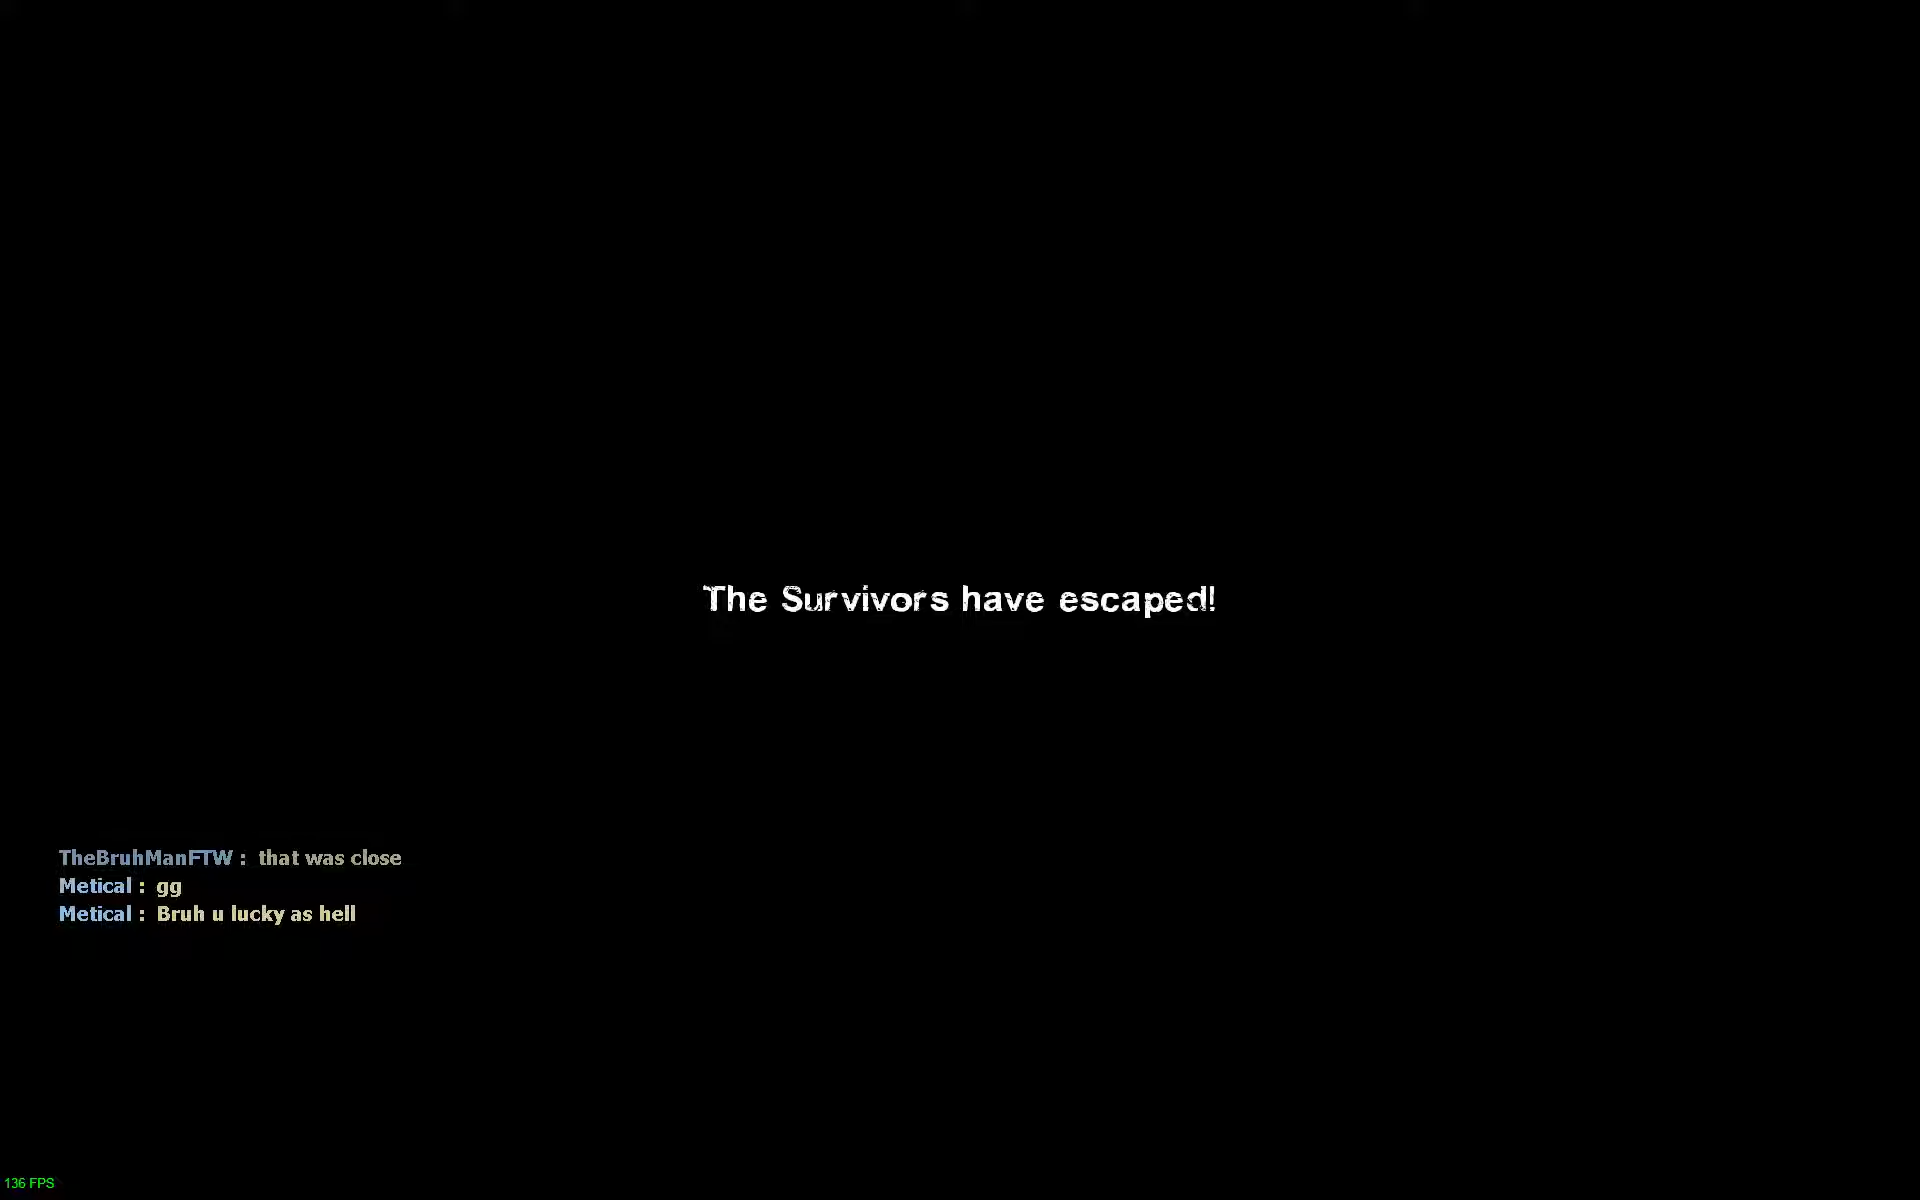 The Survivors have escaped!
TheBruhManFTW : that was close
Metical : gg
Metical : Bruh u lucky as hell
136 FPS